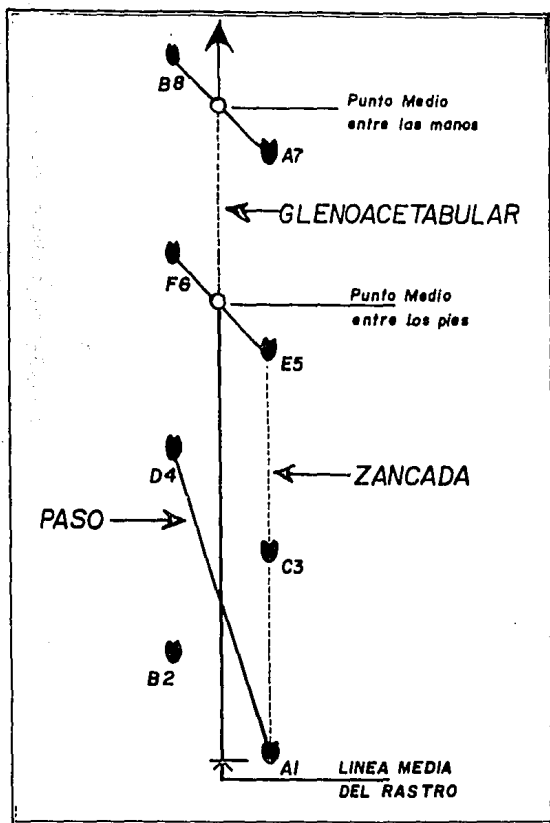 B8
Punto Medio
entre las manos
A7
GLENOACETABULAR
F6
Punto Medio
entre los pies
E5
D4
ZANCADA
PASO
C3
B2
A1
LINEA MEDIA
DEL RASTRO